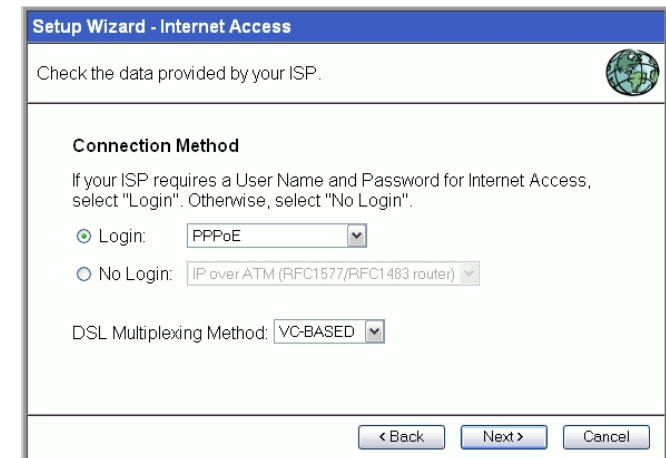 Setup Wizard - Internet Access
Check the data provided by your ISP.
Connection Method
If your ISP requires a User Name and Password for Internet Access,
select "Login". Otherwise, select "No Login".
Login: PPPoE
No Login: IP over ATM (RFC1577/RFC1483 router)
DSL Multiplexing Method: VC-BASED
< Back Next > Cancel